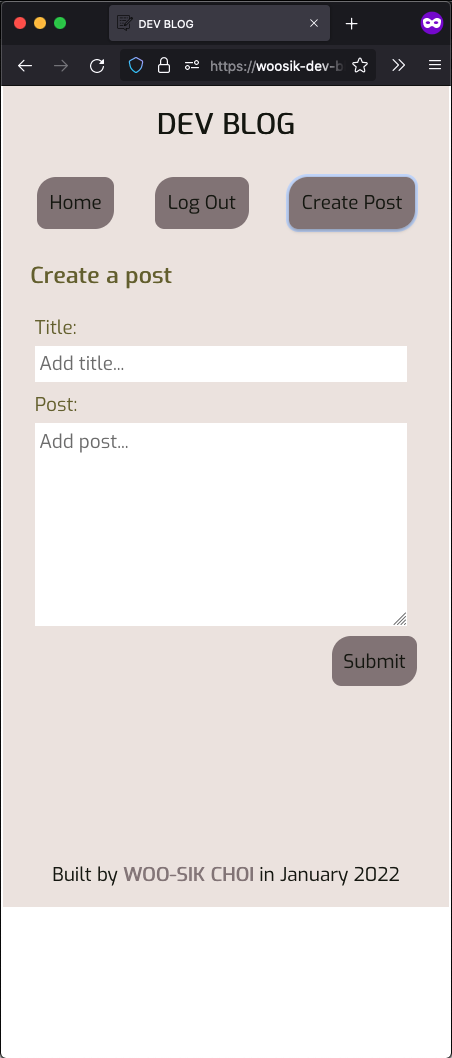 DEV BLOG
https://woosik-dev-b
DEV BLOG
Home
Log Out
Create Post
Create a post
Title:
Add title...
Post:
Add post...
Submit
Built by WOO-SIK CHOI in January 2022